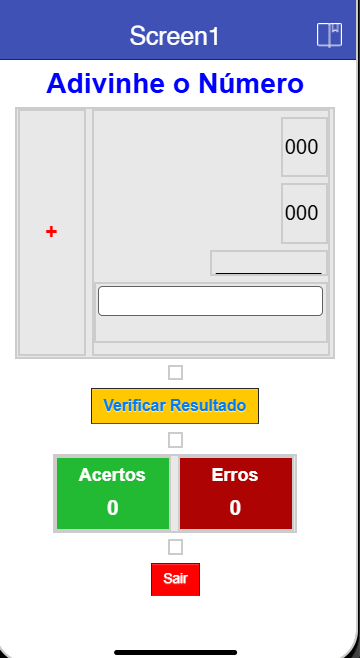 Screen1
Adivinhe o Número
000
+
000
Verificar Resultado
Acertos Erros
0 0
Sair